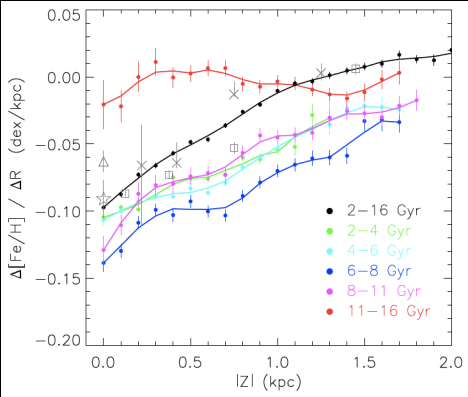 0.05
0.00
−0.05
−0.10
−0.15
−0.20
Δ[Fe/H] / ΔR (dex/kpc)
2−16 Gyr
2−4 Gyr
4−6 Gyr
6−8 Gyr
8−11 Gyr
11−16 Gyr
0.0 0.5 1.0 1.5 2.0
|Z| (kpc)